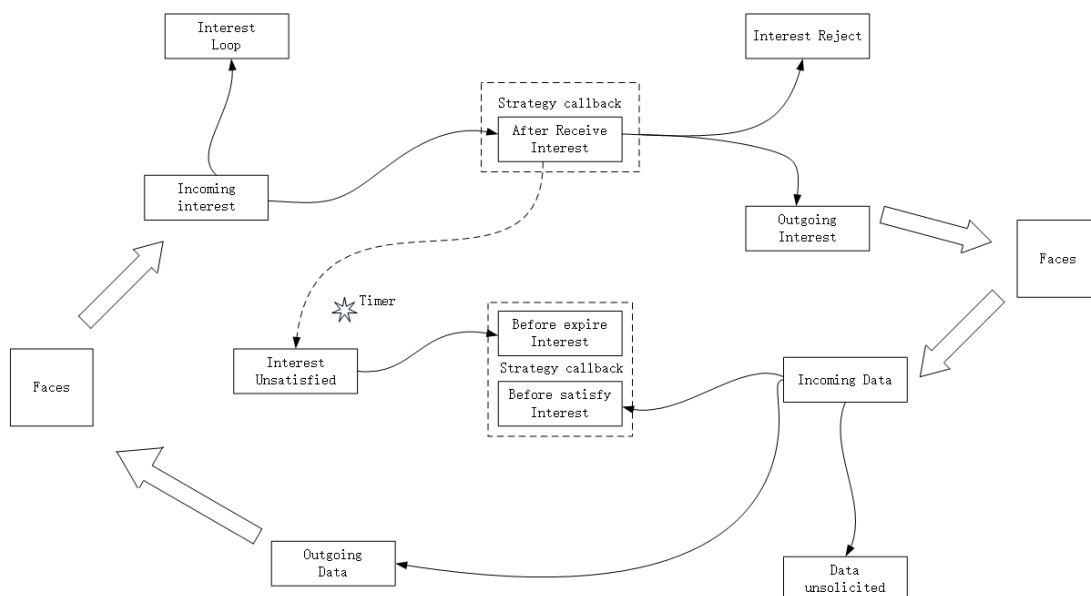 Interest
Loop
Interest Reject
Strategy callback
After Receive
Interest
Incoming
interest
Outgoing
Interest
Faces
Timer
Before expire
Interest
Strategy callback
Before satisfy
Interest
Interest
Unsatisfied
Incoming Data
Faces
Outgoing
Data
Data
unsolicited